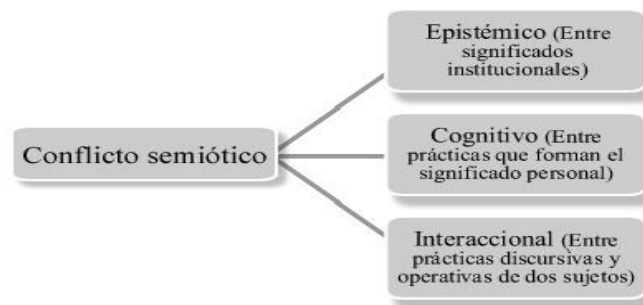 Conflicto semiótico
Epistémico (Entre
significados
institucionales)
Cognitivo (Entre
prácticas que forman el
significado personal)
Interaccional (Entre
prácticas discursivas y
operativas de dos sujetos)